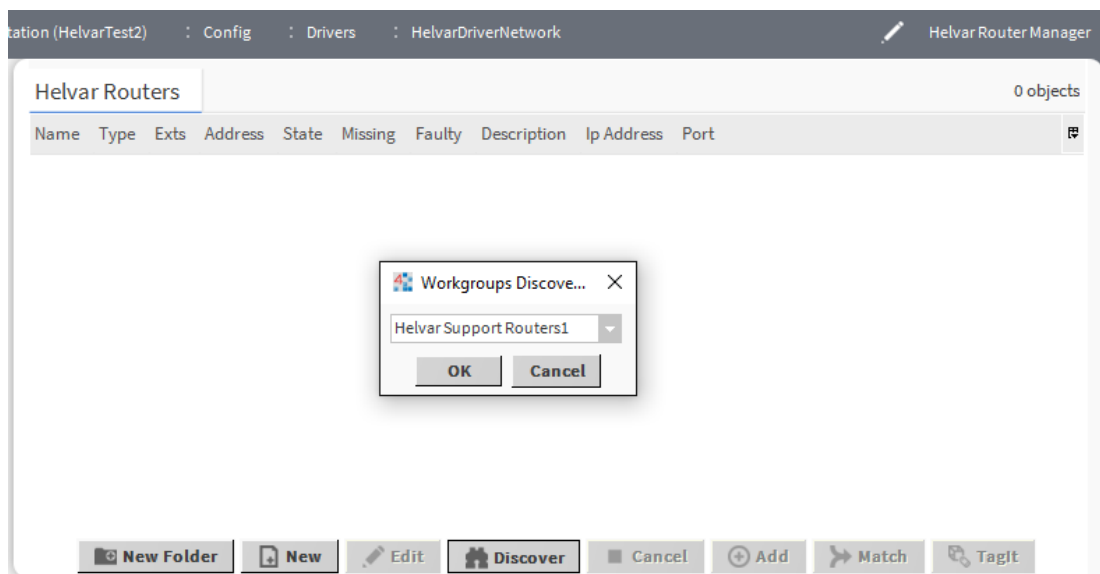 tation (HelvarTest2) : Config : Drivers : HelvarDriverNetwork Helvar Router Manager
Helvar Routers 0 objects
Name Type Exts Address State Missing Faulty Description Ip Address Port
Workgroups Discove... 
Helvar Support Routers1
OK Cancel
New Folder New Edit Discover Cancel Add Match TagIt